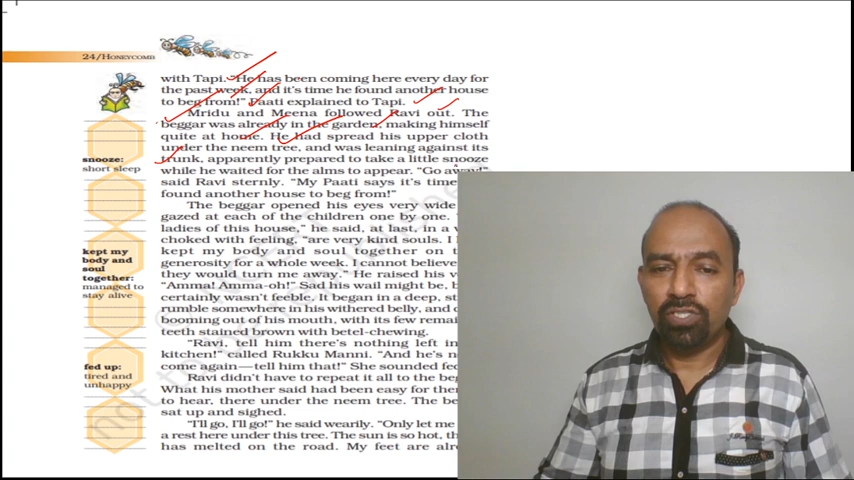 24/HONEYCOMB
with Tapi. "He has been coming here every day for
the past week, and it's time he found another house
to beg from!" Paati explained to Tapi.
Mridu and Meena followed Ravi out. The
beggar was already in the garden, making himself
quite at home. He had spread his upper cloth
under the neem tree, and was leaning against its
trunk, apparently prepared to take a little snooze
while he waited for the alms to appear. "Go away!"
said Ravi sternly. "My Paati says it's time
found another house to beg from!"
The beggar opened his eyes very wide
gazed at each of the children one by one.
ladies of this house," he said, at last, in a
choked with feeling, "are very kind souls. I
kept my body and soul together on
generosity for a whole week. I cannot believe
they would turn me away." He raised his
"Amma! Amma-oh!" Sad his wail might be,
certainly wasn't feeble. It began in a deep,
rumble somewhere in his withered belly, and
booming out of his mouth, with its few
teeth stained brown with betel-chewing.
"Ravi, tell him there's nothing left in
kitchen!" called Rukku Manni. "And he's
come again—tell him that!" She sounded
Ravi didn't have to repeat it all to the
What his mother said had been easy for
to hear, there under the neem tree. The
sat up and sighed.
"I'll go, I'll go!" he said wearily. "Only let me
a rest here under this tree. The sun is so hot,
has melted on the road. My feet are
snooze:
short sleep
kept my
body and
soul
together:
managed to
stay alive
fed up:
tired and
unhappy